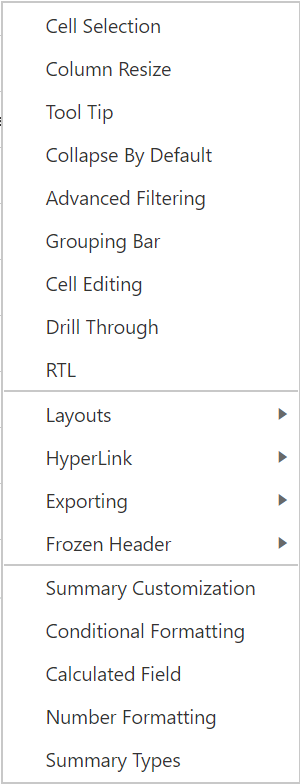 Cell Selection
Column Resize
Tool Tip
Collapse By Default
Advanced Filtering
Grouping Bar
Cell Editing
Drill Through
RTL
Layouts
HyperLink
Exporting
Frozen Header
Summary Customization
Conditional Formatting
Calculated Field
Number Formatting
Summary Types